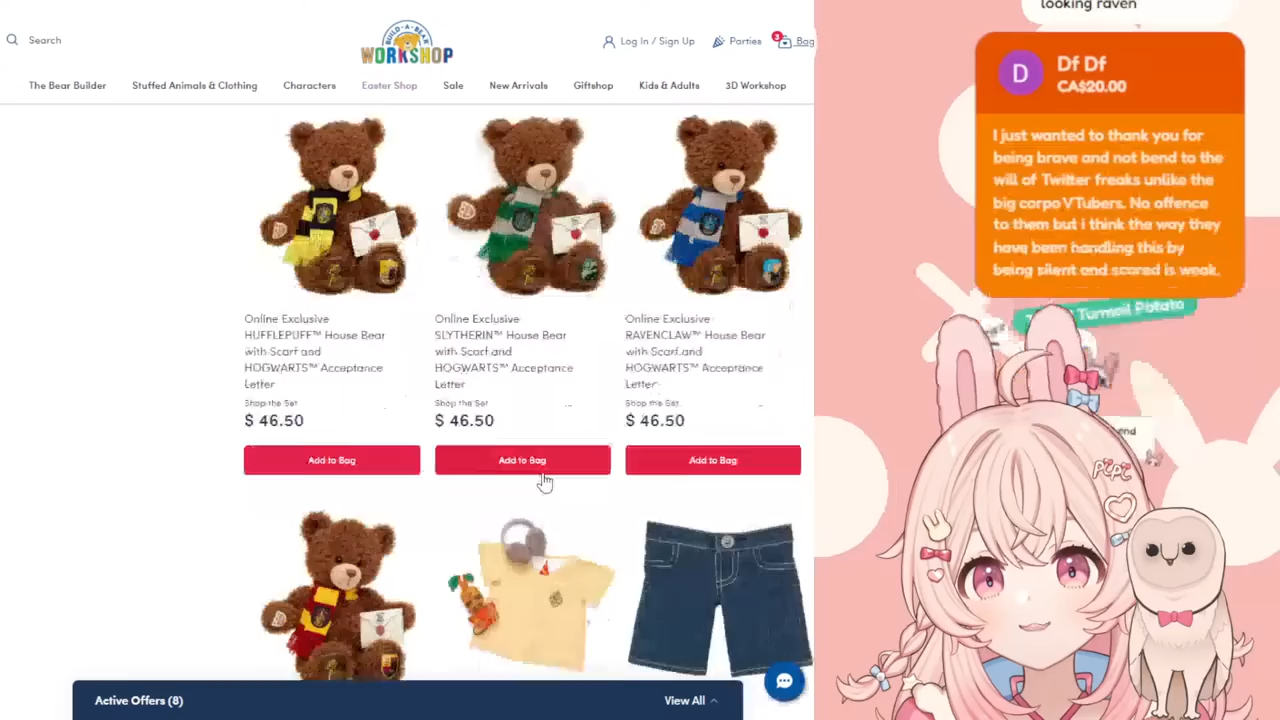 looking raven
Search
BUILD-A-BEAR
WORKSHOP
Log In / Sign Up
Parties
3
Bag
The Bear Builder
Stuffed Animals & Clothing
Characters
Easter Shop
Sale
New Arrivals
Giftshop
Kids & Adults
3D Workshop
D
Df Df
CA$20.00
I just wanted to thank you for
being brave and not bend to the
will of Twitter freaks unlike the
big corpo VTubers. No offence
to them but i think the way they
have been handling this by
being silent and scared is weak.
Turmoil Potato
Online Exclusive
HUFFLEPUFF™ House Bear
with Scarf and
HOGWARTS™ Acceptance
Letter
Shop the Set
$ 46.50
Add to Bag
Online Exclusive
SLYTHERIN™ House Bear
with Scarf and
HOGWARTS™ Acceptance
Letter
Shop the Set
$ 46.50
Add to Bag
Online Exclusive
RAVENCLAW™ House Bear
with Scarf and
HOGWARTS™ Acceptance
Letter
Shop the Set
$ 46.50
Add to Bag
PiPi
Active Offers (8)
View All